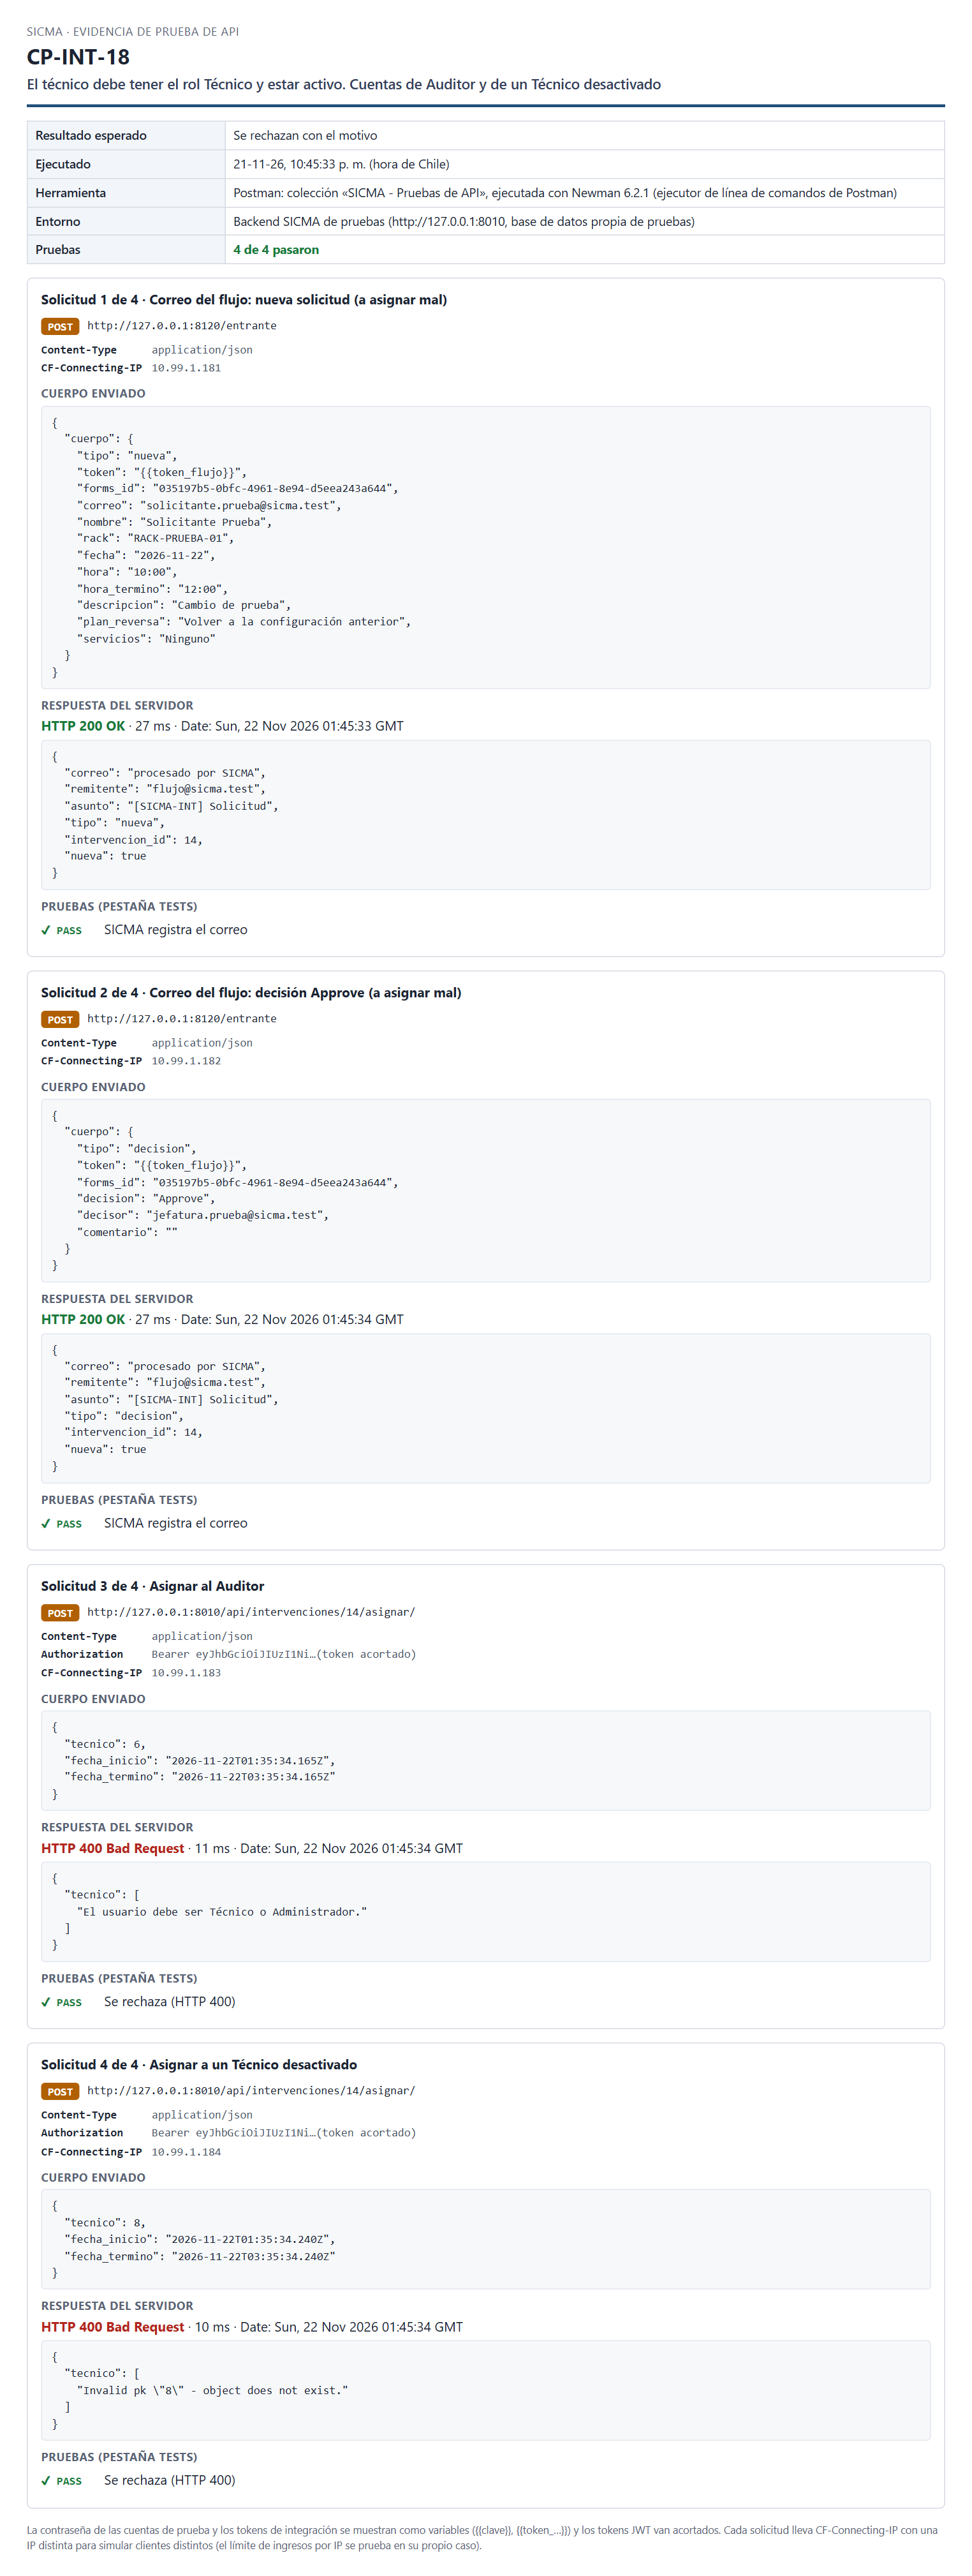 SICMA · EVIDENCIA DE PRUEBA DE API
CP-INT-18
El técnico debe tener el rol Técnico y estar activo. Cuentas de Auditor y de un Técnico desactivado
Resultado esperado Se rechazan con el motivo
Ejecutado 21-11-26, 10:45:33 p. m. (hora de Chile)
Herramienta Postman: colección «SICMA - Pruebas de API», ejecutada con Newman 6.2.1 (ejecutor de línea de comandos de Postman)
Entorno Backend SICMA de pruebas (http://127.0.0.1:8010, base de datos propia de pruebas)
Pruebas 4 de 4 pasaron
Solicitud 1 de 4 · Correo del flujo: nueva solicitud (a asignar mal)
POST http://127.0.0.1:8120/entrante
Content-Type application/json
CF-Connecting-IP 10.99.1.181
CUERPO ENVIADO
{
"cuerpo": {
"tipo": "nueva",
"token": "{{token_flujo}}",
"forms_id": "035197b5-0bfc-4961-8e94-d5eea243a644",
"correo": "solicitante.prueba@sicma.test",
"nombre": "Solicitante Prueba",
"rack": "RACK-PRUEBA-01",
"fecha": "2026-11-22",
"hora": "10:00",
"hora_termino": "12:00",
"descripcion": "Cambio de prueba",
"plan_reversa": "Volver a la configuración anterior",
"servicios": "Ninguno"
}
}
RESPUESTA DEL SERVIDOR
HTTP 200 OK · 27 ms · Date: Sun, 22 Nov 2026 01:45:33 GMT
{
"correo": "procesado por SICMA",
"remitente": "flujo@sicma.test",
"asunto": "[SICMA-INT] Solicitud",
"tipo": "nueva",
"intervencion_id": 14,
"nueva": true
}
PRUEBAS (PESTAÑA TESTS)
✓ PASS SICMA registra el correo
Solicitud 2 de 4 · Correo del flujo: decisión Approve (a asignar mal)
POST http://127.0.0.1:8120/entrante
Content-Type application/json
CF-Connecting-IP 10.99.1.182
CUERPO ENVIADO
{
"cuerpo": {
"tipo": "decision",
"token": "{{token_flujo}}",
"forms_id": "035197b5-0bfc-4961-8e94-d5eea243a644",
"decision": "Approve",
"decisor": "jefatura.prueba@sicma.test",
"comentario": ""
}
}
RESPUESTA DEL SERVIDOR
HTTP 200 OK · 27 ms · Date: Sun, 22 Nov 2026 01:45:34 GMT
{
"correo": "procesado por SICMA",
"remitente": "flujo@sicma.test",
"asunto": "[SICMA-INT] Solicitud",
"tipo": "decision",
"intervencion_id": 14,
"nueva": true
}
PRUEBAS (PESTAÑA TESTS)
✓ PASS SICMA registra el correo
Solicitud 3 de 4 · Asignar al Auditor
POST http://127.0.0.1:8010/api/intervenciones/14/asignar/
Content-Type application/json
Authorization Bearer eyJhbGciOiJIUzI1Ni…(token acortado)
CF-Connecting-IP 10.99.1.183
CUERPO ENVIADO
{
"tecnico": 6,
"fecha_inicio": "2026-11-22T01:35:34.165Z",
"fecha_termino": "2026-11-22T03:35:34.165Z"
}
RESPUESTA DEL SERVIDOR
HTTP 400 Bad Request · 11 ms · Date: Sun, 22 Nov 2026 01:45:34 GMT
{
"tecnico": [
"El usuario debe ser Técnico o Administrador."
]
}
PRUEBAS (PESTAÑA TESTS)
✓ PASS Se rechaza (HTTP 400)
Solicitud 4 de 4 · Asignar a un Técnico desactivado
POST http://127.0.0.1:8010/api/intervenciones/14/asignar/
Content-Type application/json
Authorization Bearer eyJhbGciOiJIUzI1Ni…(token acortado)
CF-Connecting-IP 10.99.1.184
CUERPO ENVIADO
{
"tecnico": 8,
"fecha_inicio": "2026-11-22T01:35:34.240Z",
"fecha_termino": "2026-11-22T03:35:34.240Z"
}
RESPUESTA DEL SERVIDOR
HTTP 400 Bad Request · 10 ms · Date: Sun, 22 Nov 2026 01:45:34 GMT
{
"tecnico": [
"Invalid pk \"8\" - object does not exist."
]
}
PRUEBAS (PESTAÑA TESTS)
✓ PASS Se rechaza (HTTP 400)
La contraseña de las cuentas de prueba y los tokens de integración se muestran como variables ({{clave}}, {{token_…}}) y los tokens JWT van acortados. Cada solicitud lleva CF-Connecting-IP con una
IP distinta para simular clientes distintos (el límite de ingresos por IP se prueba en su propio caso).